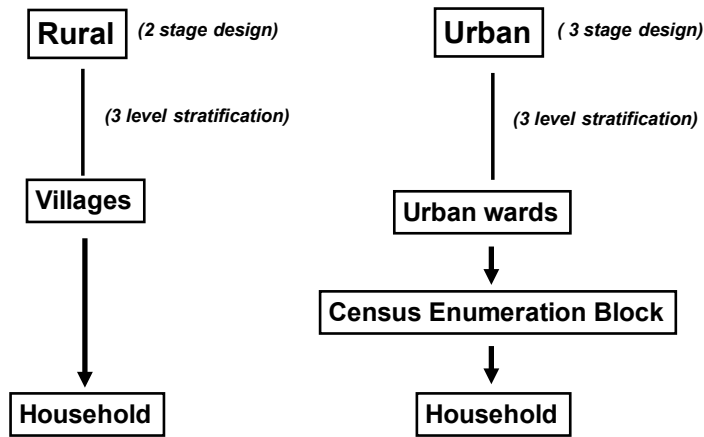 Rural (2 stage design)
(3 level stratification)
Villages
Household
Urban ( 3 stage design)
(3 level stratification)
Urban wards
Census Enumeration Block
Household